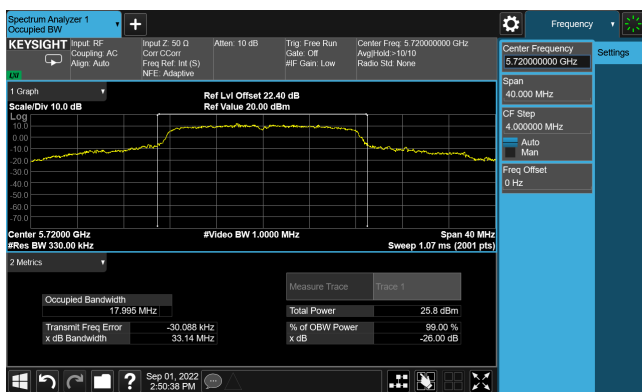 Spectrum Analyzer 1
Occupied BW
Frequency
KEYSIGHT
Input: RF
Coupling: AC
Align: Auto
Input Z: 50 Ω
Corr CCorr
Freq Ref: Int (S)
NFE: Adaptive
Atten: 10 dB
Trig: Free Run
Gate: Off
#IF Gain: Low
Center Freq: 5.720000000 GHz
Avg|Hold:>10/10
Radio Std: None
LXI
Center Frequency
5.720000000 GHz
Settings
Span
40.000 MHz
CF Step
4.000000 MHz
Auto
Man
Freq Offset
0 Hz
1 Graph
Scale/Div 10.0 dB
Ref Lvl Offset 22.40 dB
Ref Value 20.00 dBm
Log
10.0
0.00
-10.0
-20.0
-30.0
-40.0
-50.0
-60.0
-70.0
Center 5.72000 GHz
#Video BW 1.0000 MHz
Span 40 MHz
#Res BW 330.00 kHz
Sweep 1.07 ms (2001 pts)
2 Metrics
Measure Trace
Trace 1
Occupied Bandwidth
17.995 MHz
Total Power
25.8 dBm
Transmit Freq Error
-30.088 kHz
% of OBW Power
99.00 %
x dB Bandwidth
33.14 MHz
x dB
-26.00 dB
Sep 01, 2022
2:50:38 PM